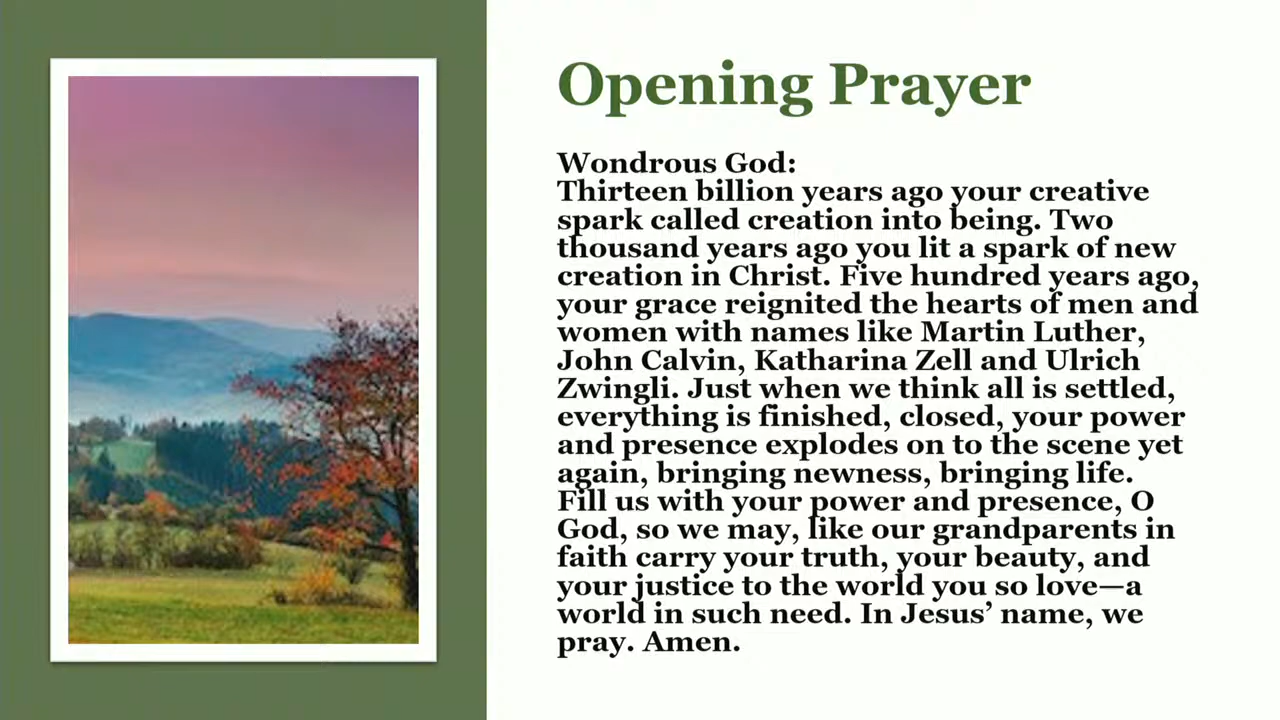 Opening Prayer
Wondrous God:
Thirteen billion years ago your creative
spark called creation into being. Two
thousand years ago you lit a spark of new
creation in Christ. Five hundred years ago,
your grace reignited the hearts of men and
women with names like Martin Luther,
John Calvin, Katharina Zell and Ulrich
Zwingli. Just when we think all is settled,
everything is finished, closed, your power
and presence explodes on to the scene yet
again, bringing newness, bringing life.
Fill us with your power and presence, O
God, so we may, like our grandparents in
faith carry your truth, your beauty, and
your justice to the world you so love—a
world in such need. In Jesus’ name, we
pray. Amen.